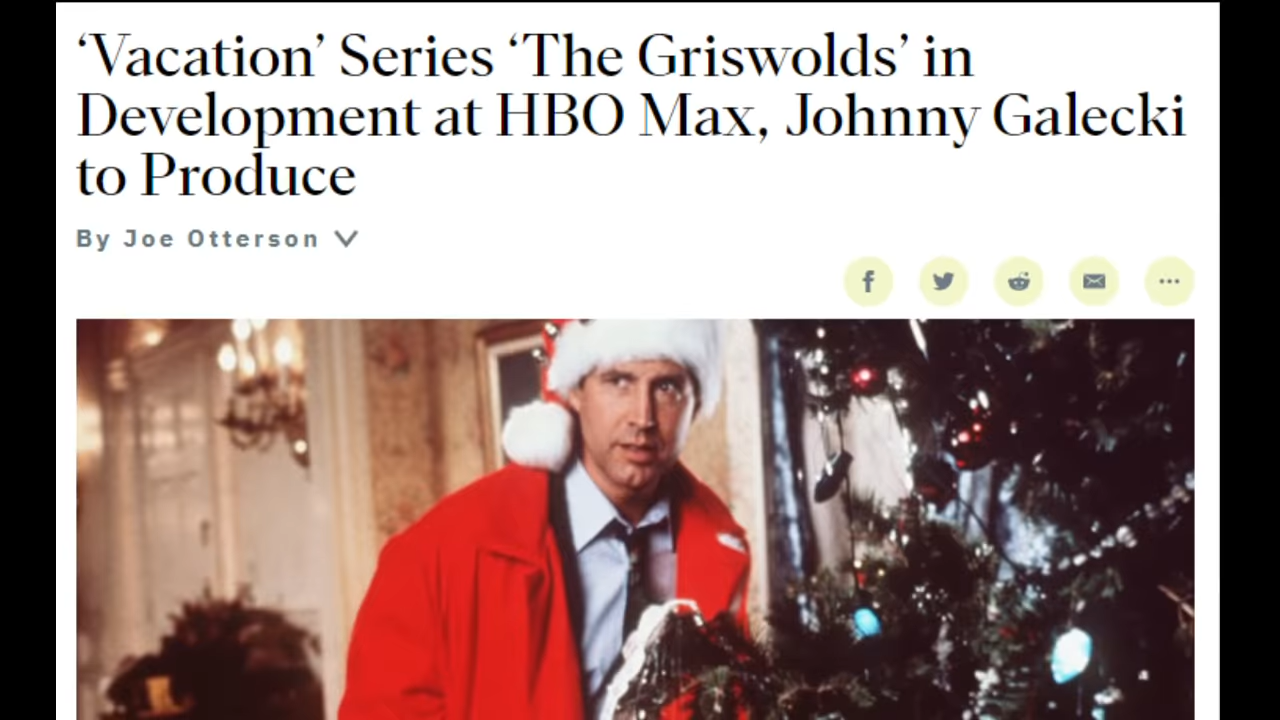 ‘Vacation’ Series ‘The Griswolds’ in
Development at HBO Max, Johnny Galecki
to Produce
By Joe Otterson